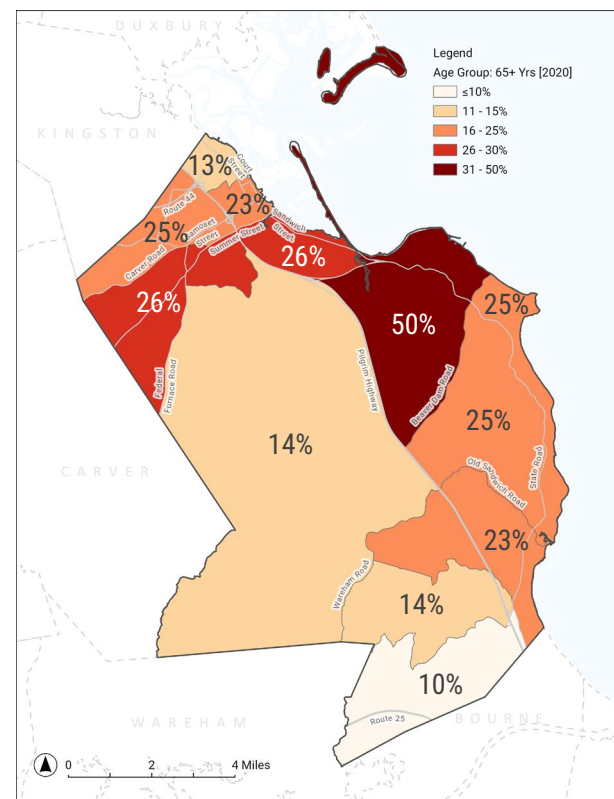 DUXBURY
Legend
Age Group: 65+ Yrs [2020]
≤10%
11 - 15%
16 - 25%
26 - 30%
31 - 50%
KINGSTON
13%
Court
Street
Route 44
23%
Sandwich
Street
25%
Samoset
Street
Summer Street
Carver Road
26%
26%
25%
50%
Federal
Furnace Road
Pilgrim Highway
Beaver Dam Road
25%
14%
CARVER
State Road
Old Sandwich Road
23%
Wareham Road
14%
10%
Route 25
WAREHAM
BOURNE
0 2 4 Miles